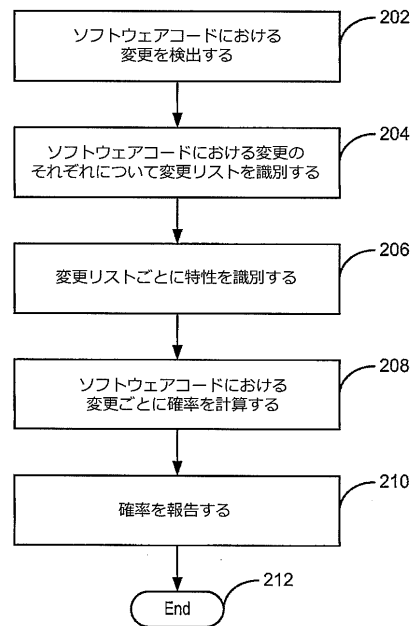 ソフトウェアコードにおける
変更を検出する
202
ソフトウェアコードにおける変更の
それぞれについて変更リストを識別する
204
変更リストごとに特性を識別する
206
ソフトウェアコードにおける
変更ごとに確率を計算する
208
確率を報告する
210
End
212